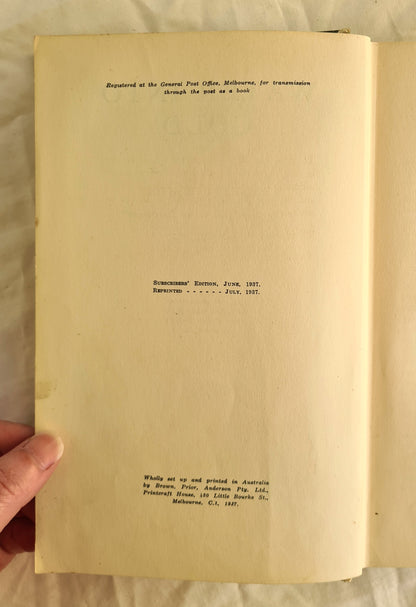 Registered at the General Post Office, Melbourne, for transmission
through the post as a book
Subscribers' Edition, June, 1937.
Reprinted - - - - - - July, 1937.
Wholly set up and printed in Australia
by Brown, Prior, Anderson Pty. Ltd.,
Printcraft House, 430 Little Bourke St.,
Melbourne, C.1, 1937.